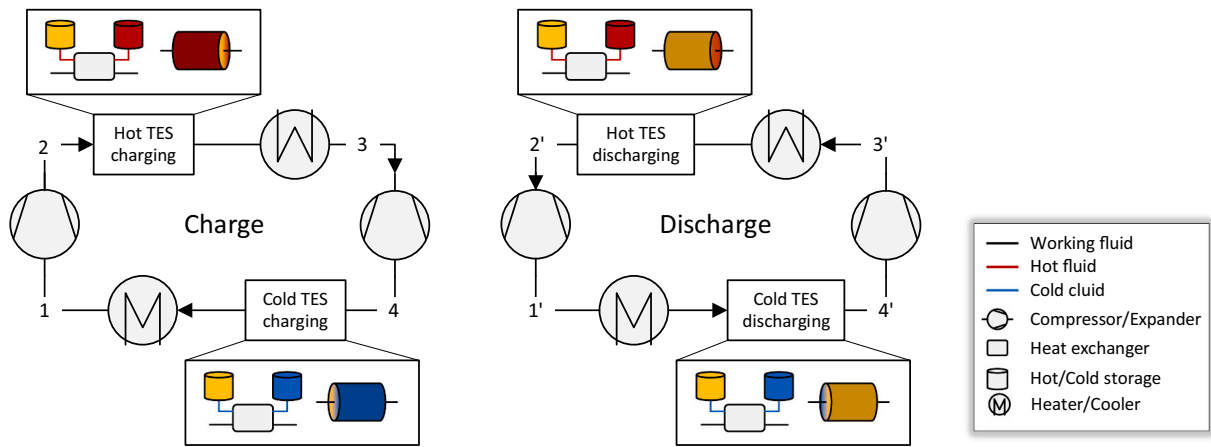 Hot TES
charging
2
3
Charge
1
Cold TES
charging
4
Hot TES
discharging
2'
3'
Discharge
1'
Cold TES
discharging
4'
Working fluid
Hot fluid
Cold cluid
Compressor/Expander
Heat exchanger
Hot/Cold storage
M Heater/Cooler